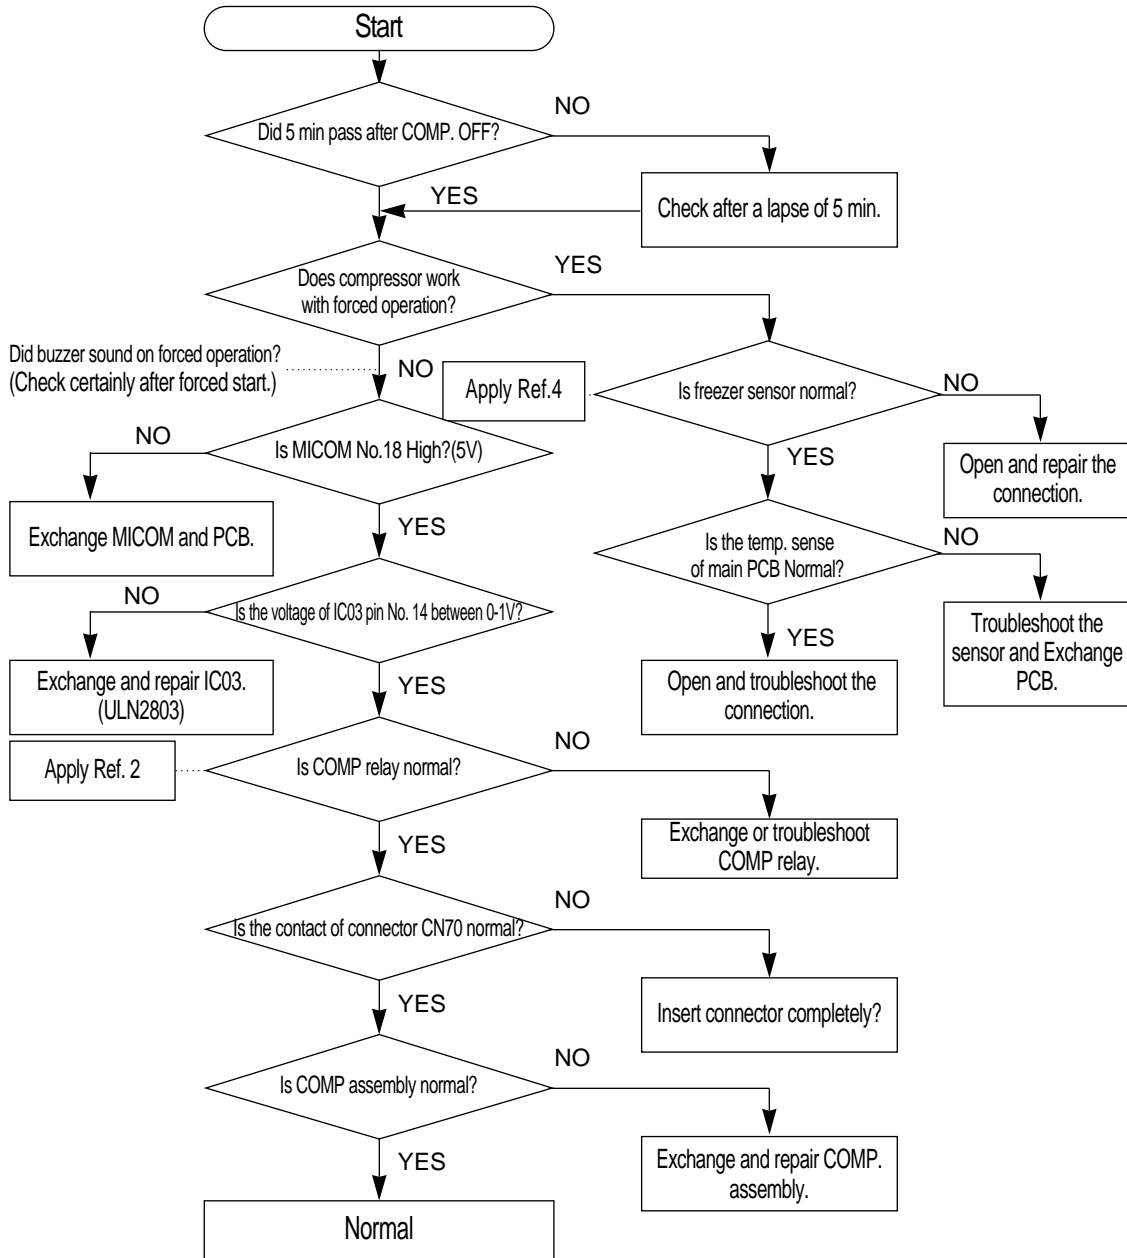 Start
NO
Did 5 min pass after COMP. OFF?
YES
Check after a lapse of 5 min.
YES
Does compressor work
with forced operation?
Did buzzer sound on forced operation?
(Check certainly after forced start.)
NO
Apply Ref.4
Is freezer sensor normal?
NO
NO
Is MICOM No.18 High?(5V)
YES
Open and repair the
connection.
Exchange MICOM and PCB.
YES
Is the temp. sense
of main PCB Normal?
NO
NO
Is the voltage of IC03 pin No. 14 between 0-1V?
YES
Troubleshoot the
sensor and Exchange
PCB.
Exchange and repair IC03.
(ULN2803)
YES
Open and troubleshoot the
connection.
NO
Apply Ref. 2
Is COMP relay normal?
YES
Exchange or troubleshoot
COMP relay.
NO
Is the contact of connector CN70 normal?
YES
Insert connector completely?
NO
Is COMP assembly normal?
YES
Exchange and repair COMP.
assembly.
Normal